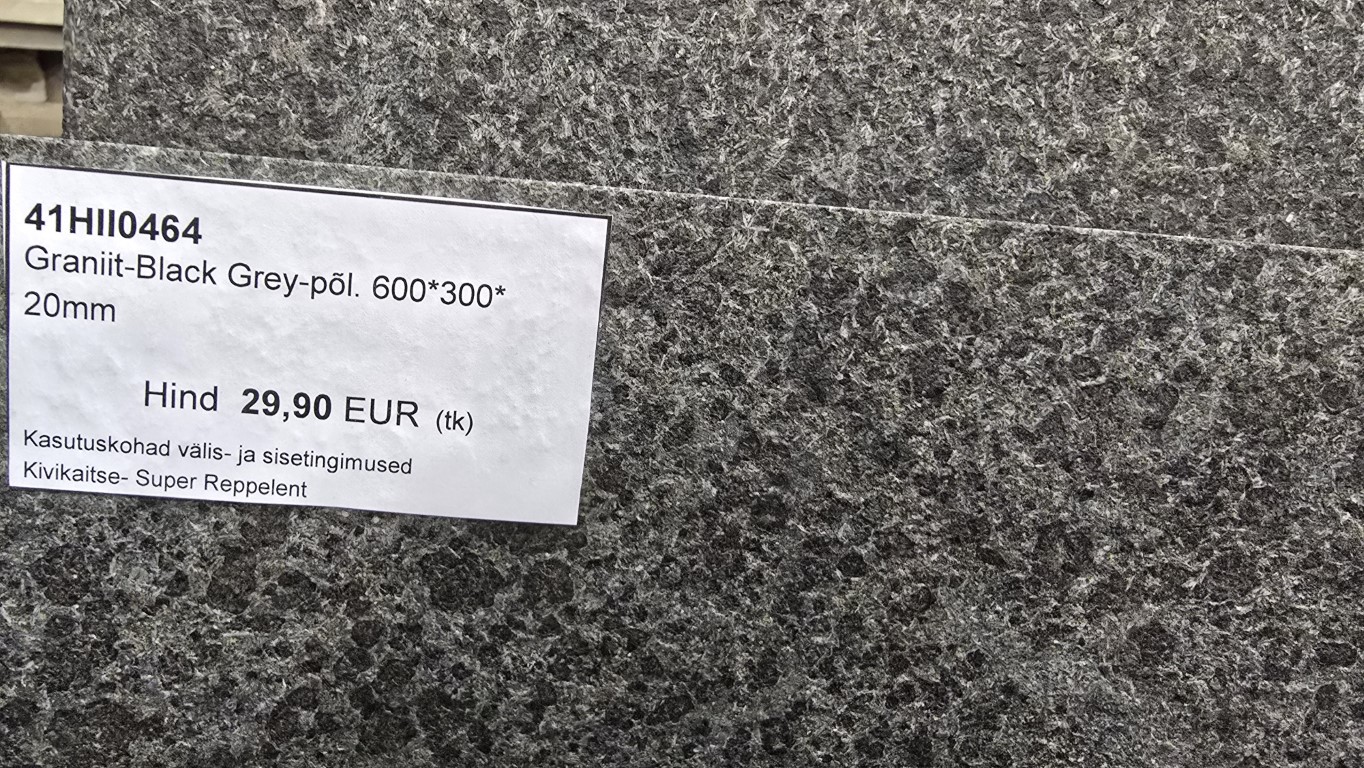 41HII0464
Graniit-Black Grey-põl. 600*300*
20mm
Hind 29,90 EUR (tk)
Kasutuskohad välis- ja sisetingimused
Kivikaitse- Super Reppelent